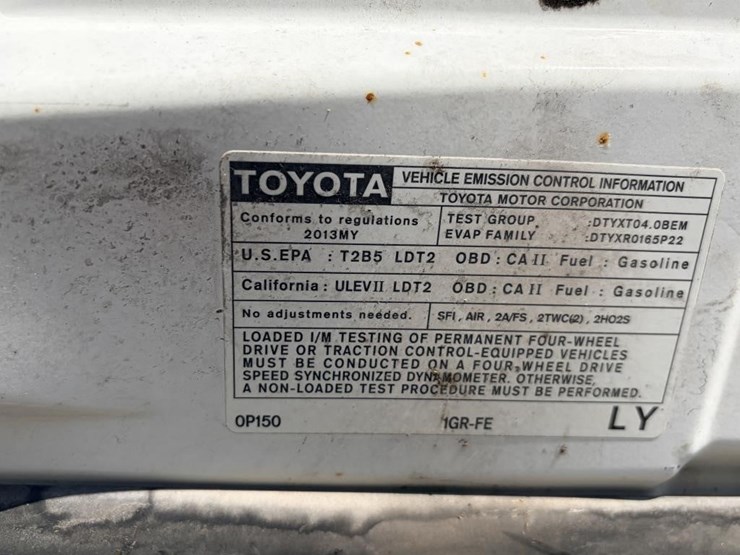 TOYOTA
VEHICLE EMISSION CONTROL INFORMATION
TOYOTA MOTOR CORPORATION
Conforms to regulations
2013MY
TEST GROUP :DTYXT04.0BEM
EVAP FAMILY :DTYXR0165P22
U.S.EPA : T2B5 LDT2 OBD : CA II Fuel : Gasoline
California : ULEVII LDT2 OBD : CA II Fuel : Gasoline
No adjustments needed.
SFI, AIR, 2A/FS, 2TWC(2), 2HO2S
LOADED I/M TESTING OF PERMANENT FOUR-WHEEL
DRIVE OR TRACTION CONTROL-EQUIPPED VEHICLES
MUST BE CONDUCTED ON A FOUR-WHEEL DRIVE
SPEED SYNCHRONIZED DYNAMOMETER. OTHERWISE,
A NON-LOADED TEST PROCEDURE MUST BE PERFORMED.
0P150 1GR-FE LY